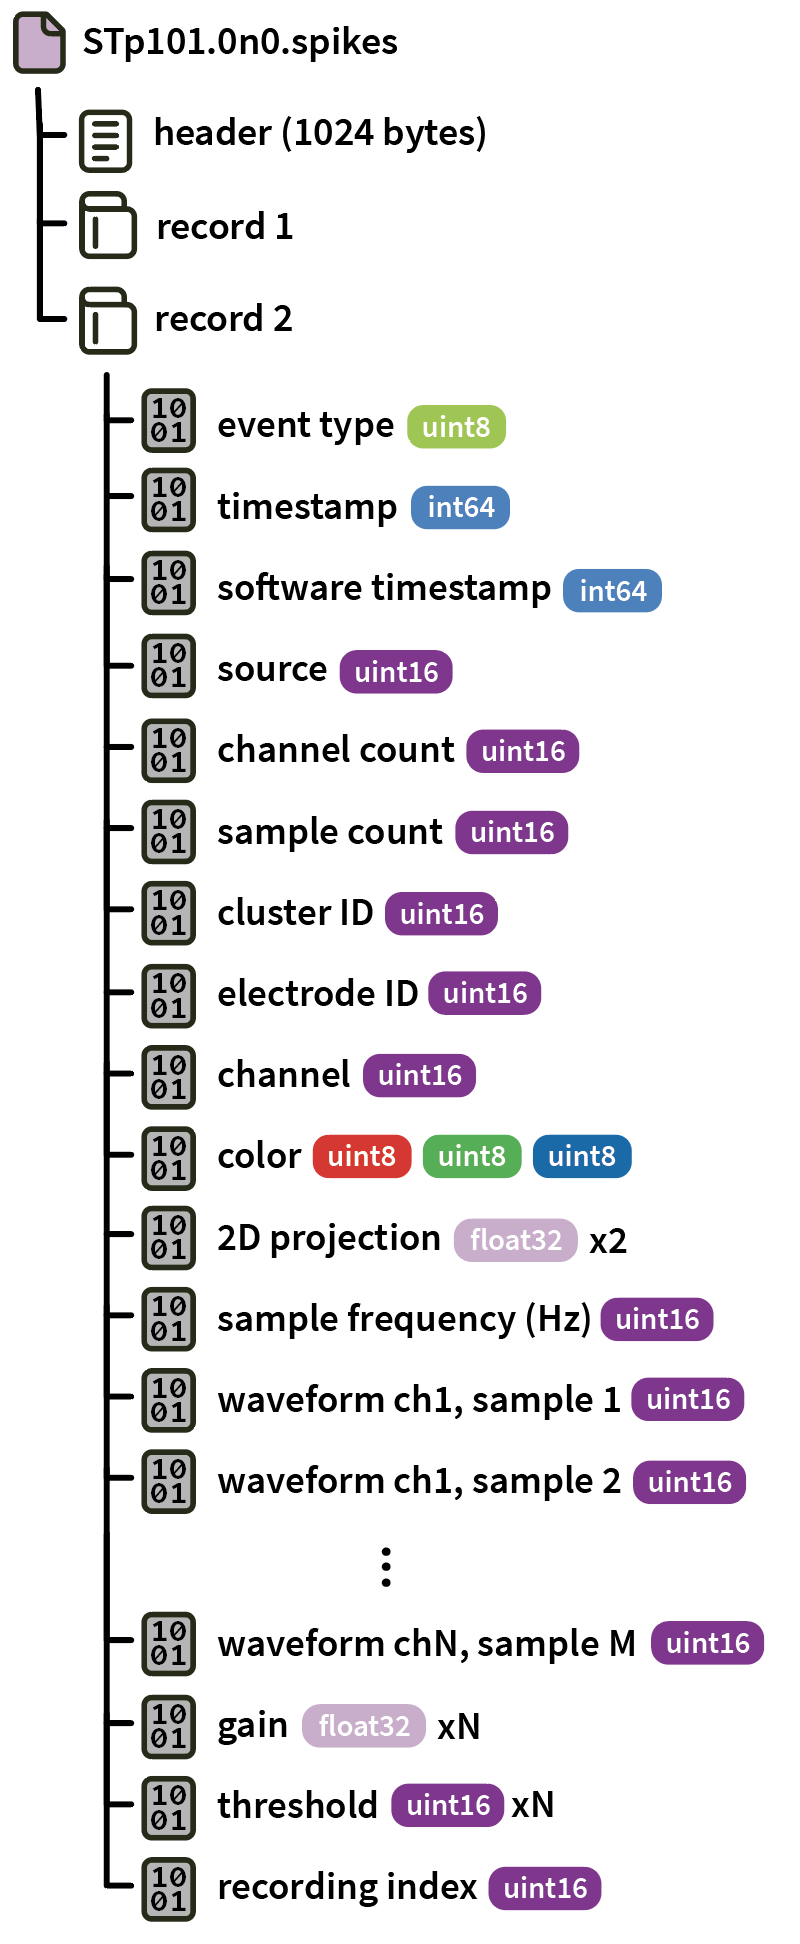 STp101.0n0.spikes
header (1024 bytes)
record 1
record 2
10
01
event type uint8
10
01
timestamp int64
10
01
software timestamp int64
10
01
source uint16
10
01
channel count uint16
10
01
sample count uint16
10
01
cluster ID uint16
10
01
electrode ID uint16
10
01
channel uint16
10
01
color uint8 uint8 uint8
10
01
2D projection float32 x2
10
01
sample frequency (Hz) uint16
10
01
waveform ch1, sample 1 uint16
10
01
waveform ch1, sample 2 uint16
⋮
10
01
waveform chN, sample M uint16
10
01
gain float32 xN
10
01
threshold uint16 xN
10
01
recording index uint16